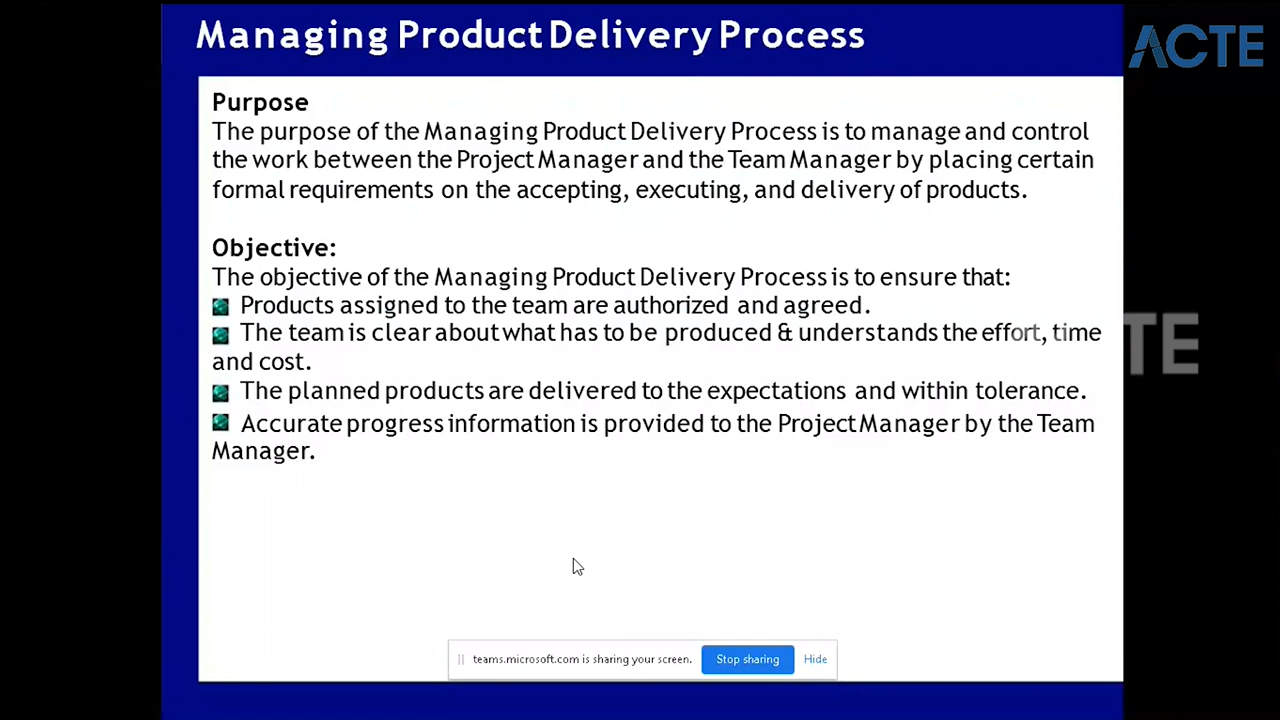 Managing Product Delivery Process
ACTE
Purpose
The purpose of the Managing Product Delivery Process is to manage and control
the work between the Project Manager and the Team Manager by placing certain
formal requirements on the accepting, executing, and delivery of products.
Objective:
The objective of the Managing Product Delivery Process is to ensure that:
Products assigned to the team are authorized and agreed.
The team is clear about what has to be produced & understands the effort, time
and cost.
The planned products are delivered to the expectations and within tolerance.
Accurate progress information is provided to the Project Manager by the Team
Manager.
TE
teams.microsoft.com is sharing your screen. Stop sharing Hide